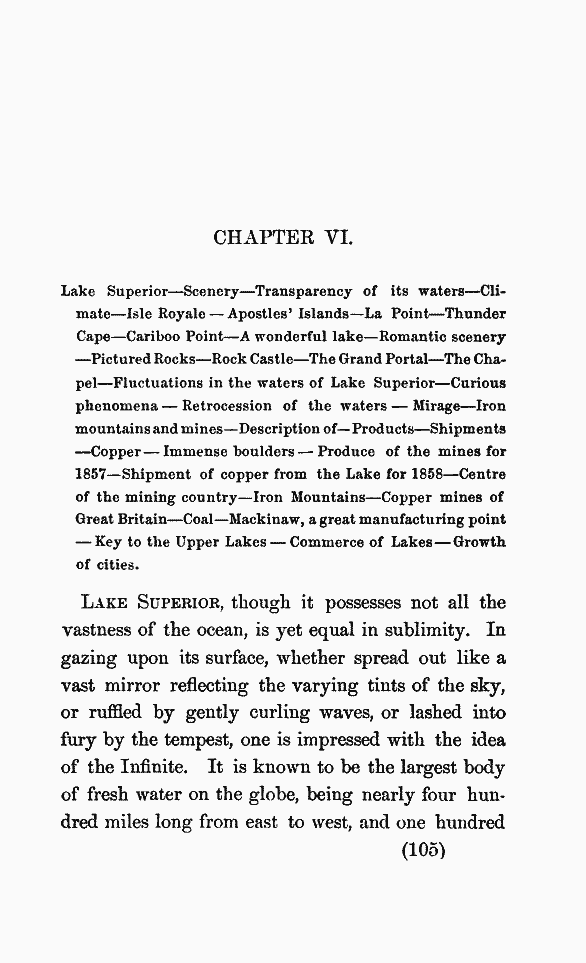 CHAPTER VI.
Lake Superior—Scenery—Transparency of its waters—Cli-
mate—Isle Royale — Apostles' Islands—La Point—Thunder
Cape—Cariboo Point—A wonderful lake—Romantic scenery
—Pictured Rocks—Rock Castle—The Grand Portal—The Cha-
pel—Fluctuations in the waters of Lake Superior—Curious
phenomena — Retrocession of the waters — Mirage—Iron
mountains and mines—Description of—Products—Shipments
—Copper — Immense boulders — Produce of the mines for
1857—Shipment of copper from the Lake for 1858—Centre
of the mining country—Iron Mountains—Copper mines of
Great Britain—Coal—Mackinaw, a great manufacturing point
— Key to the Upper Lakes — Commerce of Lakes — Growth
of cities.
LAKE SUPERIOR, though it possesses not all the
vastness of the ocean, is yet equal in sublimity. In
gazing upon its surface, whether spread out like a
vast mirror reflecting the varying tints of the sky,
or ruffled by gently curling waves, or lashed into
fury by the tempest, one is impressed with the idea
of the Infinite. It is known to be the largest body
of fresh water on the globe, being nearly four hun-
dred miles long from east to west, and one hundred
(105)